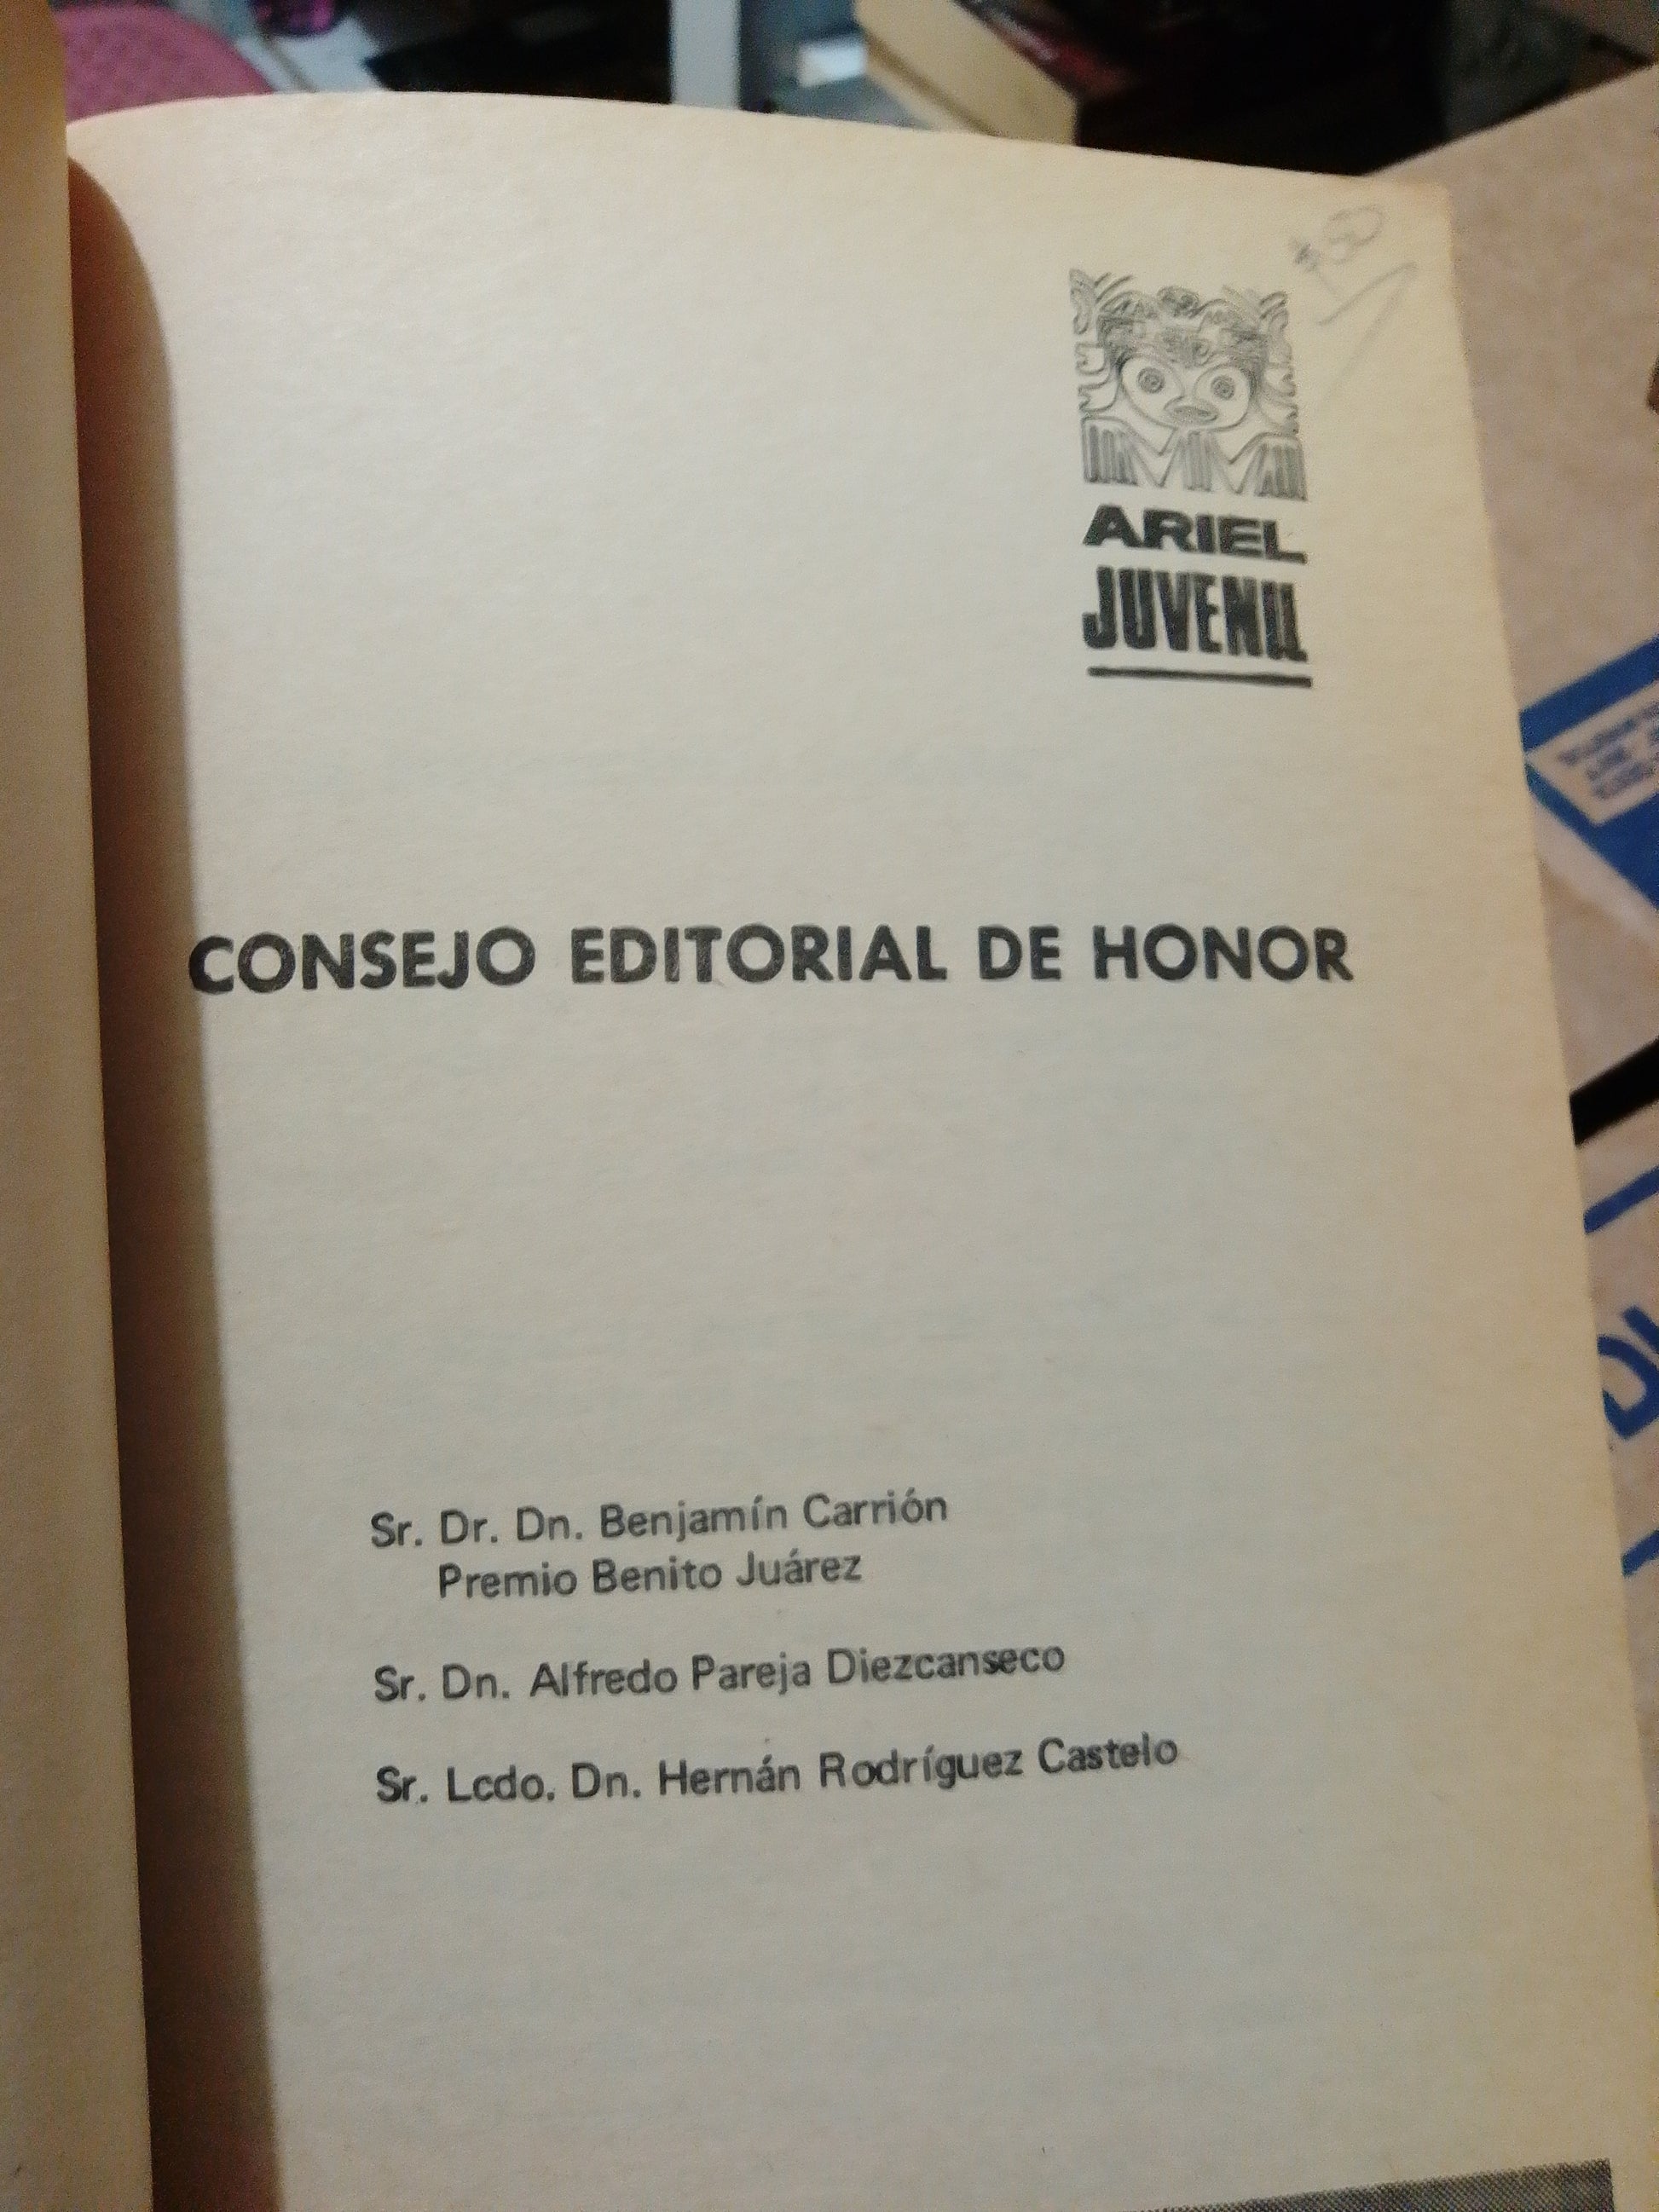 ARIEL
JUVENIL
CONSEJO EDITORIAL DE HONOR
Sr. Dr. Dn. Benjamín Carrión
Premio Benito Juárez
Sr. Dn. Alfredo Pareja Diezcanseco
Sr. Lcdo. Dn. Hernán Rodríguez Castelo